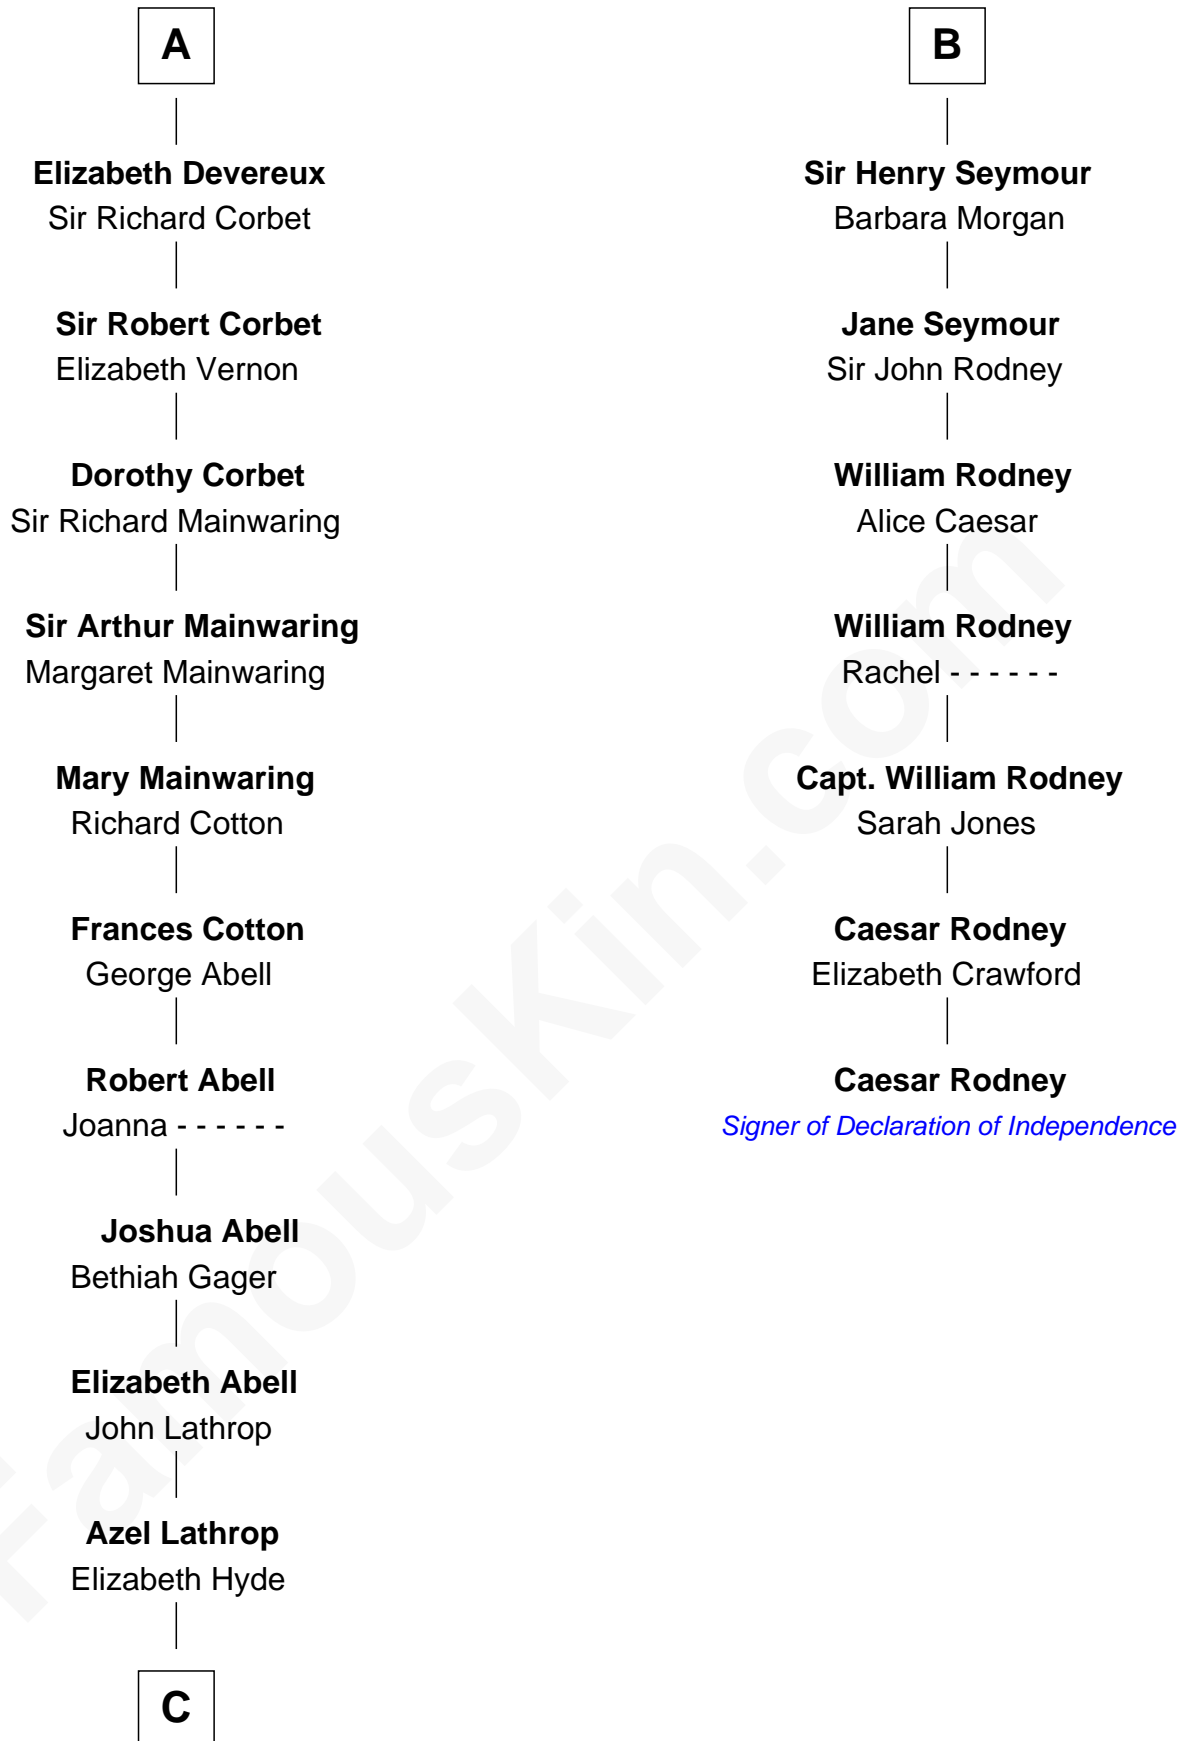 A
Elizabeth Devereux
Sir Richard Corbet
Sir Robert Corbet
Elizabeth Vernon
Dorothy Corbet
Sir Richard Mainwaring
Sir Arthur Mainwaring
Margaret Mainwaring
Mary Mainwaring
Richard Cotton
Frances Cotton
George Abell
Robert Abell
Joanna - - - - - -
Joshua Abell
Bethiah Gager
Elizabeth Abell
John Lathrop
Azel Lathrop
Elizabeth Hyde
C
B
Sir Henry Seymour
Barbara Morgan
Jane Seymour
Sir John Rodney
William Rodney
Alice Caesar
William Rodney
Rachel - - - - - -
Capt. William Rodney
Sarah Jones
Caesar Rodney
Elizabeth Crawford
Caesar Rodney
Signer of Declaration of Independence
FamousKin.com